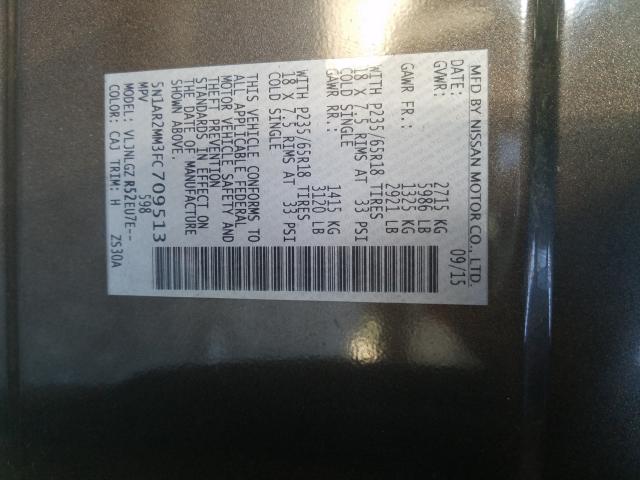 MFD BY NISSAN MOTOR CO., LTD.
DATE: 09/15
GVWR: 2715 KG
5986 LB
GAWR FR.: 1325 KG
2921 LB
WITH P235/65R18 TIRES
18 X 7.5 RIMS AT 33 PSI
COLD SINGLE
GAWR RR.: 1415 KG
3120 LB
WITH P235/65R18 TIRES
18 X 7.5 RIMS AT 33 PSI
COLD SINGLE
THIS VEHICLE CONFORMS TO
ALL APPLICABLE FEDERAL
MOTOR VEHICLE SAFETY AND
THEFT PREVENTION
STANDARDS IN EFFECT ON
THE DATE OF MANUFACTURE
SHOWN ABOVE.
5N1AR2MM3FC709513
MPV 598
MODEL: VLJNLGZ R52EU7E--
COLOR: CAJ TRIM: H ZS30A